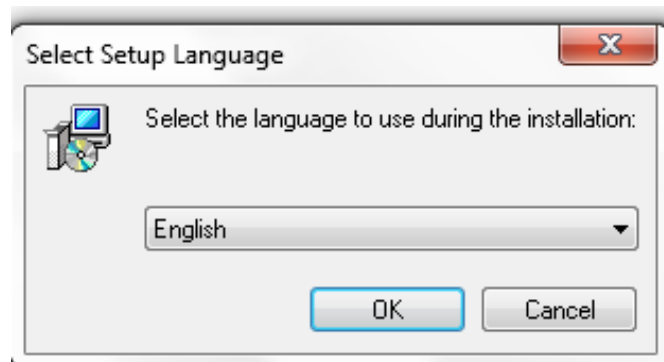 Select Setup Language
Select the language to use during the installation:
English
OK
Cancel